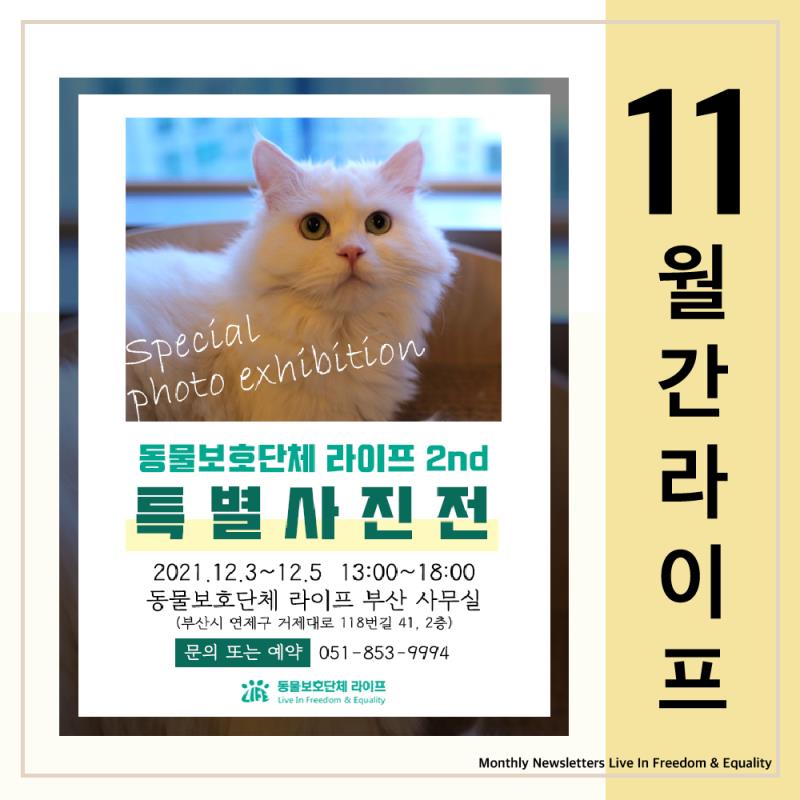 Special
photo exhibition
동물보호단체 라이프 2nd
특별사진전
2021.12.3~12.5 13:00~18:00
동물보호단체 라이프 부산 사무실
(부산시 연제구 거제대로 118번길 41, 2층)
문의 또는 예약 051-853-9994
LIFE 동물보호단체 라이프
Live In Freedom & Equality
11
월간라이프
Monthly Newsletters Live In Freedom & Equality